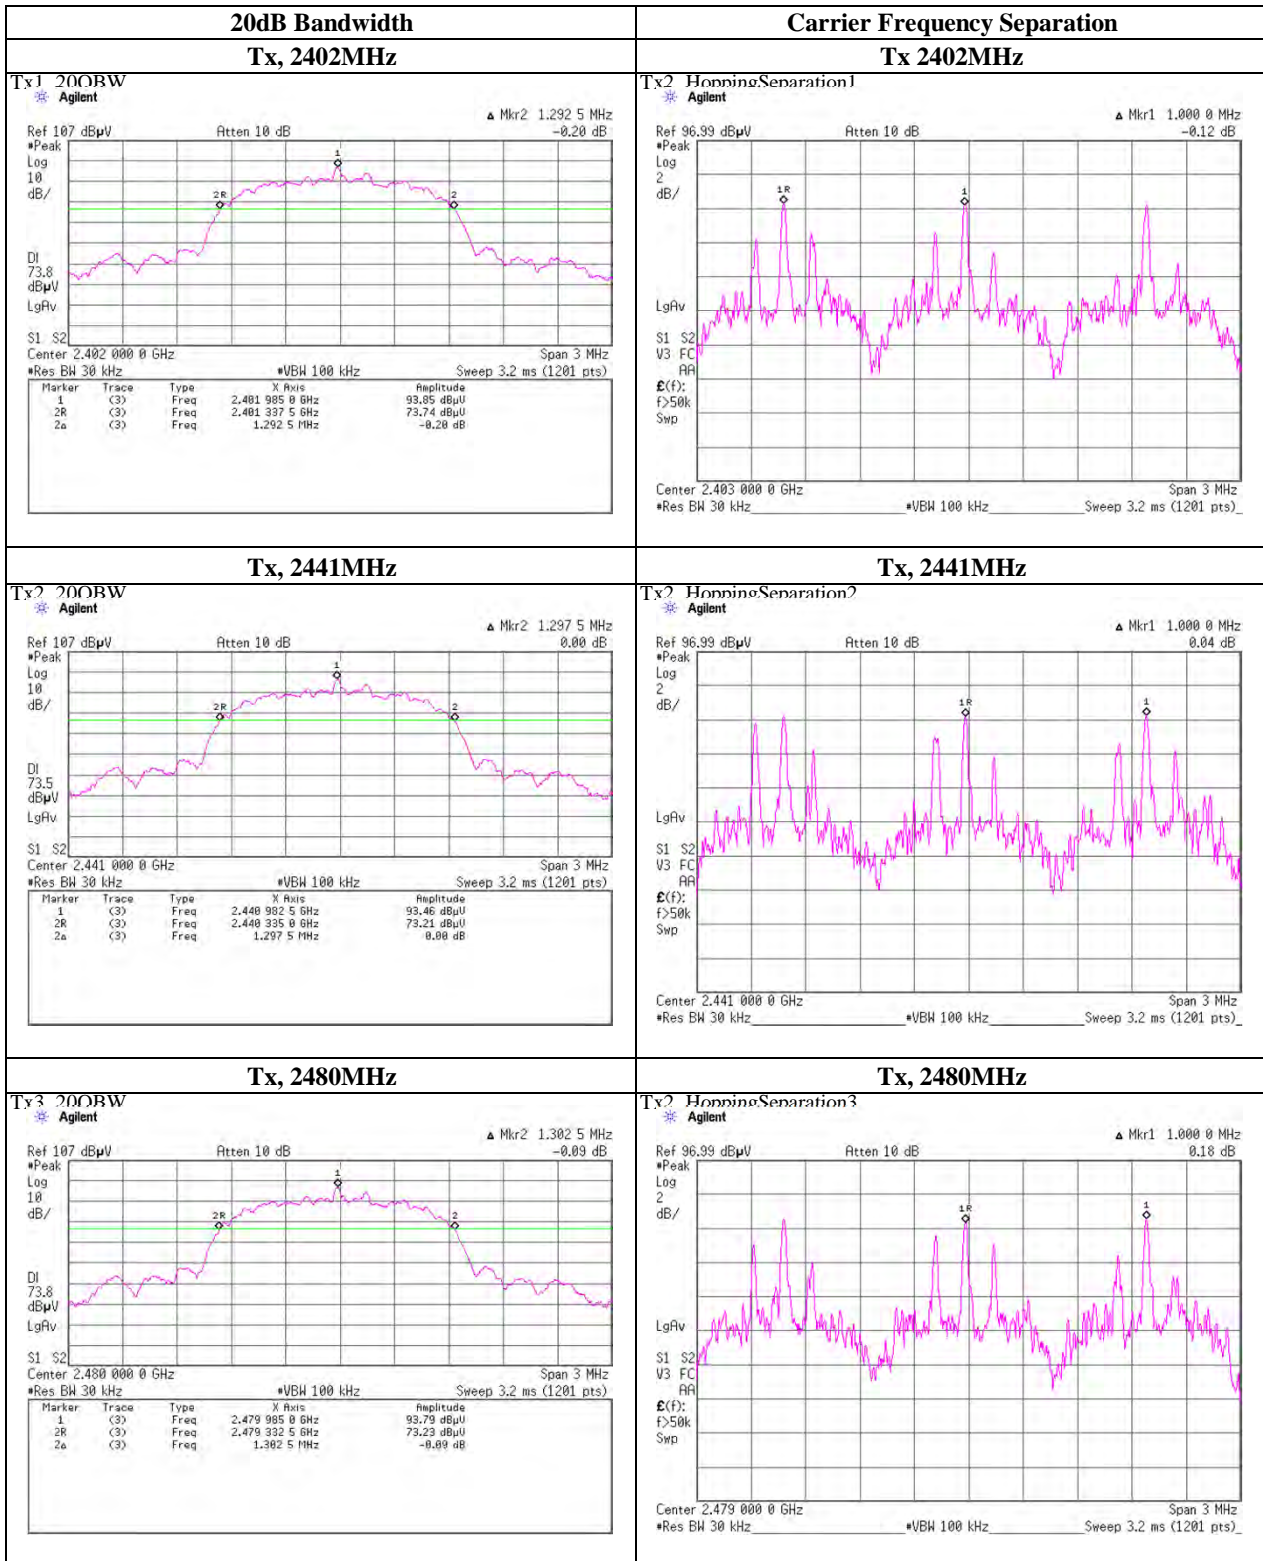 20dB Bandwidth
Carrier Frequency Separation
Tx, 2402MHz
Tx 2402MHz
Tx1_20OBW
Agilent
Δ Mkr2 1.292 5 MHz
Ref 107 dBµV
Atten 10 dB
-0.20 dB
#Peak
Log
10
dB/
1
2R
2
DI
73.8
dBµV
LgAv
S1 S2
Center 2.402 000 0 GHz
Span 3 MHz
#Res BW 30 kHz
#VBW 100 kHz
Sweep 3.2 ms (1201 pts)
Marker Trace Type X Axis Amplitude
1 (3) Freq 2.401 985 0 GHz 93.85 dBµV
2R (3) Freq 2.401 337 5 GHz 73.74 dBµV
2Δ (3) Freq 1.292 5 MHz -0.20 dB
Tx2_HoppingSeparation1
Agilent
Δ Mkr1 1.000 0 MHz
Ref 96.99 dBµV
Atten 10 dB
-0.12 dB
#Peak
Log
2
dB/
1R
1
LgAv
S1 S2
V3 FC
AA
£(f):
f>50k
Swp
Center 2.403 000 0 GHz
Span 3 MHz
#Res BW 30 kHz
#VBW 100 kHz
Sweep 3.2 ms (1201 pts)
Tx, 2441MHz
Tx, 2441MHz
Tx2_20OBW
Agilent
Δ Mkr2 1.297 5 MHz
Ref 107 dBµV
Atten 10 dB
0.00 dB
#Peak
Log
10
dB/
1
2R
2
DI
73.5
dBµV
LgAv
S1 S2
Center 2.441 000 0 GHz
Span 3 MHz
#Res BW 30 kHz
#VBW 100 kHz
Sweep 3.2 ms (1201 pts)
Marker Trace Type X Axis Amplitude
1 (3) Freq 2.440 982 5 GHz 93.46 dBµV
2R (3) Freq 2.440 335 0 GHz 73.21 dBµV
2Δ (3) Freq 1.297 5 MHz 0.00 dB
Tx2_HoppingSeparation2
Agilent
Δ Mkr1 1.000 0 MHz
Ref 96.99 dBµV
Atten 10 dB
0.04 dB
#Peak
Log
2
dB/
1R
1
LgAv
S1 S2
V3 FC
AA
£(f):
f>50k
Swp
Center 2.441 000 0 GHz
Span 3 MHz
#Res BW 30 kHz
#VBW 100 kHz
Sweep 3.2 ms (1201 pts)
Tx, 2480MHz
Tx, 2480MHz
Tx3_20OBW
Agilent
Δ Mkr2 1.302 5 MHz
Ref 107 dBµV
Atten 10 dB
-0.09 dB
#Peak
Log
10
dB/
1
2R
2
DI
73.8
dBµV
LgAv
S1 S2
Center 2.480 000 0 GHz
Span 3 MHz
#Res BW 30 kHz
#VBW 100 kHz
Sweep 3.2 ms (1201 pts)
Marker Trace Type X Axis Amplitude
1 (3) Freq 2.479 985 0 GHz 93.79 dBµV
2R (3) Freq 2.479 332 5 GHz 73.23 dBµV
2Δ (3) Freq 1.302 5 MHz -0.09 dB
Tx2_HoppingSeparation3
Agilent
Δ Mkr1 1.000 0 MHz
Ref 96.99 dBµV
Atten 10 dB
0.18 dB
#Peak
Log
2
dB/
1R
1
LgAv
S1 S2
V3 FC
AA
£(f):
f>50k
Swp
Center 2.479 000 0 GHz
Span 3 MHz
#Res BW 30 kHz
#VBW 100 kHz
Sweep 3.2 ms (1201 pts)